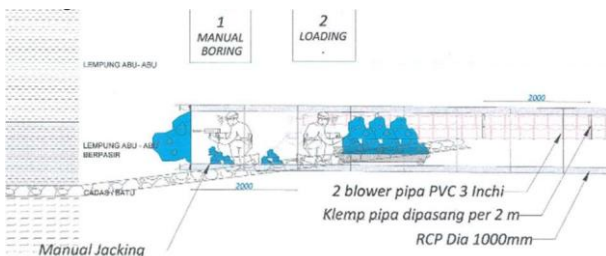 1
MANUAL
BORING
2
LOADING
LEMPUNG ABU- ABU
2000
LEMPUNG ABU- ABU
BERPASIR
CADAS / BATU
2000
2 blower pipa PVC 3 Inchi
Klemp pipa dipasang per 2 m
RCP Dia 1000mm
Manual Jacking